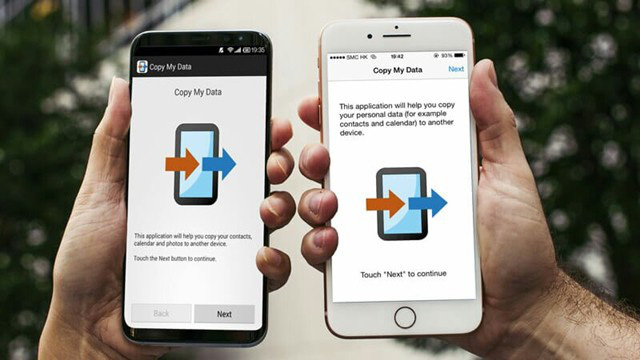 19:35
Copy My Data
Copy My Data
This application will help you copy your contacts,
calendar and photos to another device.
Touch the Next button to continue.
Back
Next
SMC HK
19:42
93%
Copy My Data
Next
This application will help you copy
your personal data (for example
contacts and calendar) to another
device.
Touch "Next" to continue